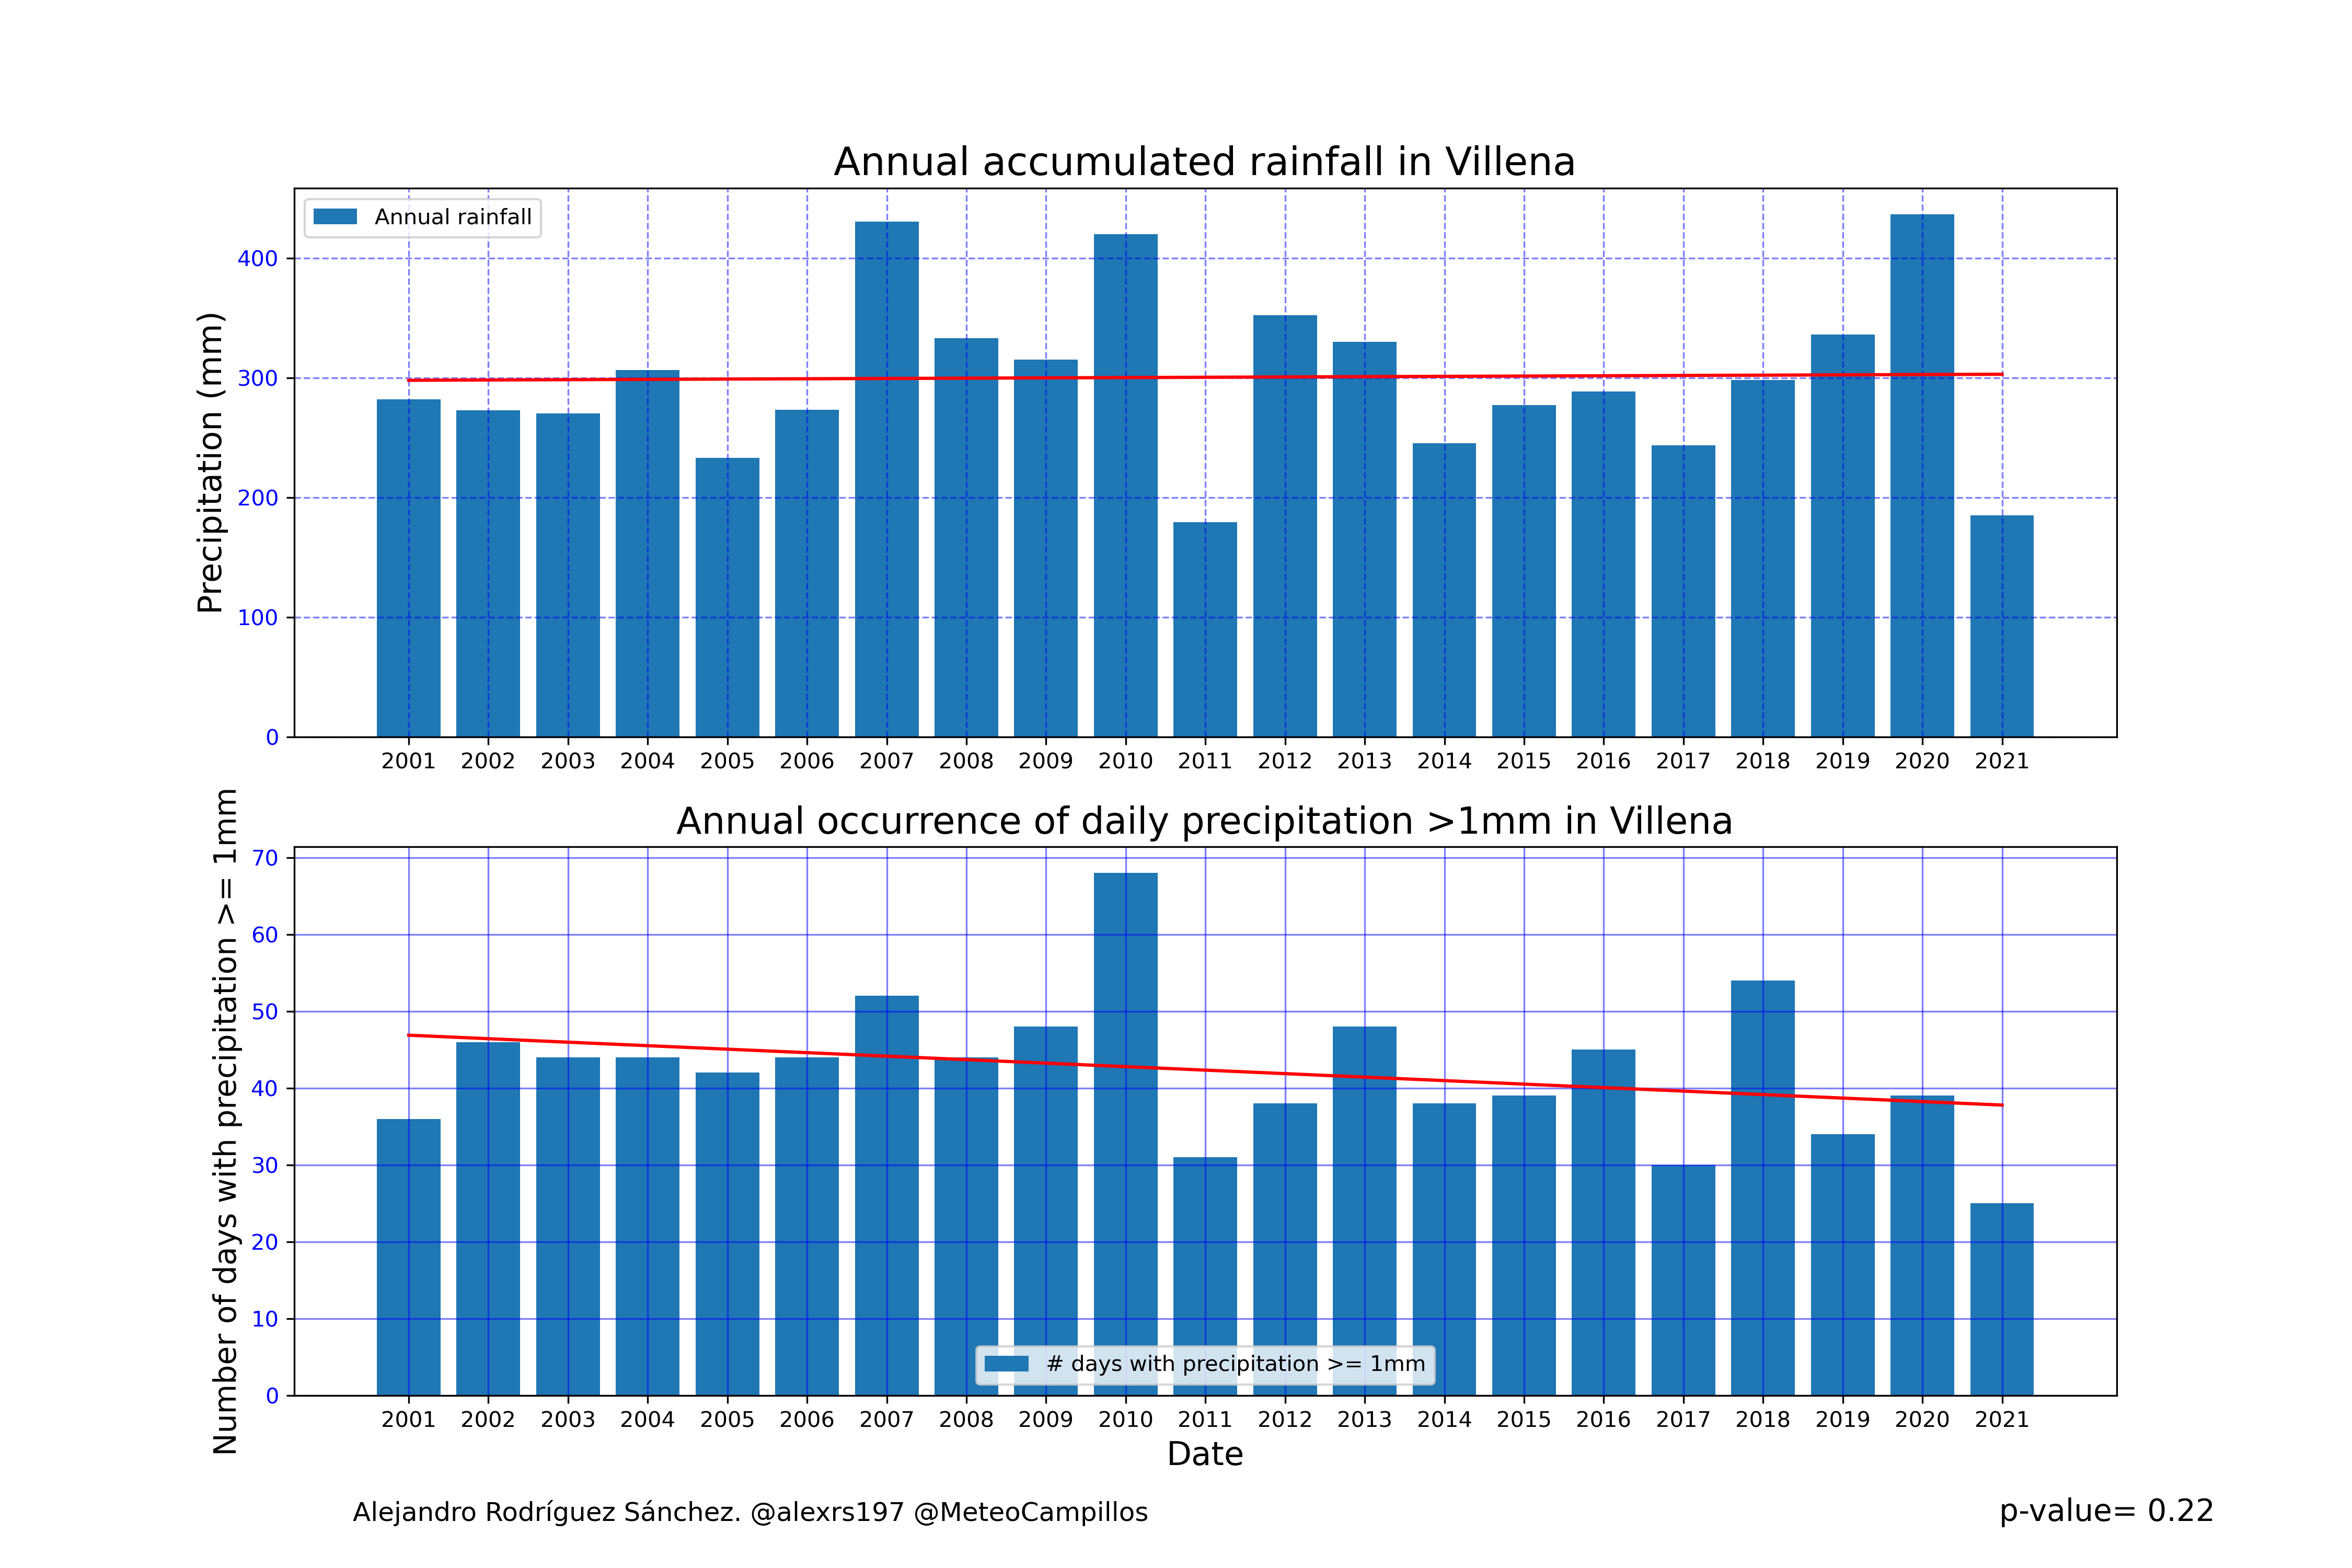 Annual accumulated rainfall in Villena
Annual rainfall
Precipitation (mm)
400
300
200
100
0
2001 2002 2003 2004 2005 2006 2007 2008 2009 2010 2011 2012 2013 2014 2015 2016 2017 2018 2019 2020 2021
Annual occurrence of daily precipitation >1mm in Villena
Number of days with precipitation >= 1mm
70
60
50
40
30
20
10
0
# days with precipitation >= 1mm
2001 2002 2003 2004 2005 2006 2007 2008 2009 2010 2011 2012 2013 2014 2015 2016 2017 2018 2019 2020 2021
Date
Alejandro Rodríguez Sánchez. @alexrs197 @MeteoCampillos
p-value= 0.22